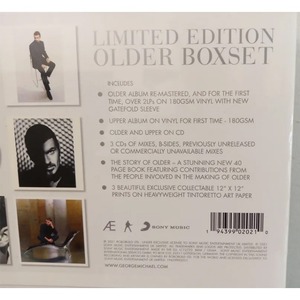 LIMITED EDITION
OLDER BOXSET
INCLUDES:
• OLDER ALBUM RE-MASTERED, AND FOR THE FIRST
TIME, OVER 2LPs ON 180GSM VINYL WITH NEW
GATEFOLD SLEEVE
• UPPER ALBUM ON VINYL FOR FIRST TIME - 180GSM
• OLDER AND UPPER ON CD
• 3 CDs OF MIXES, B-SIDES, PREVIOUSLY UNRELEASED
OR COMMERCIALLY UNAVAILABLE MIXES
• THE STORY OF OLDER – A STUNNING NEW 40
PAGE BOOK FEATURING CONTRIBUTIONS FROM
THE PEOPLE INVOLVED IN THE MAKING OF OLDER
• 3 BEAUTIFUL EXCLUSIVE COLLECTABLE 12" X 12"
PRINTS ON HEAVYWEIGHT TINTORETTO ART PAPER
Æ
SONY MUSIC
WWW.GEORGEMICHAEL.COM
1 94399 02021 0